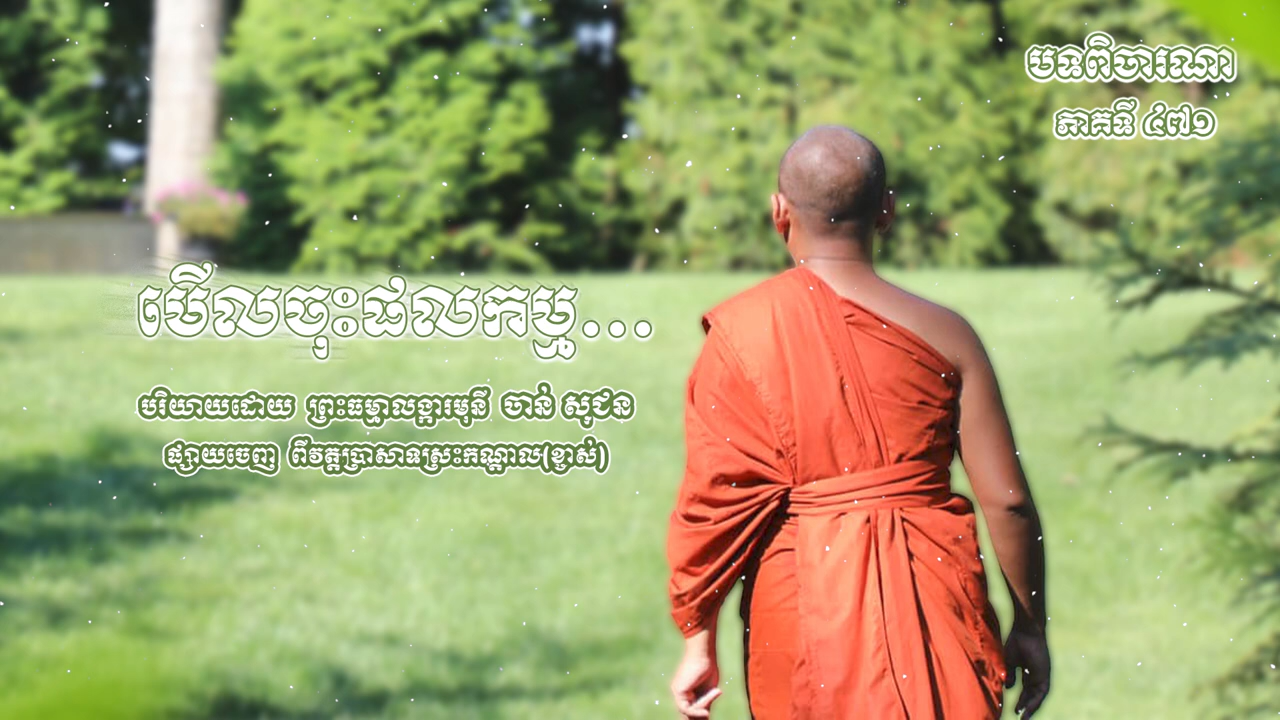 បទពិចារណា
ភាគទី ៤៧១
មើលចុះផលកម្ម...
បរិយាយដោយ ព្រះធម្មាលង្ការមុនី ចាន់ សុជន
ផ្សាយចេញ ពីវត្តប្រាសាទស្រះកណ្ដាល(ខ្ចាស់)